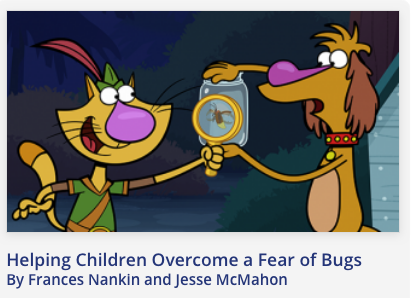 Helping Children Overcome a Fear of Bugs
By Frances Nankin and Jesse McMahon